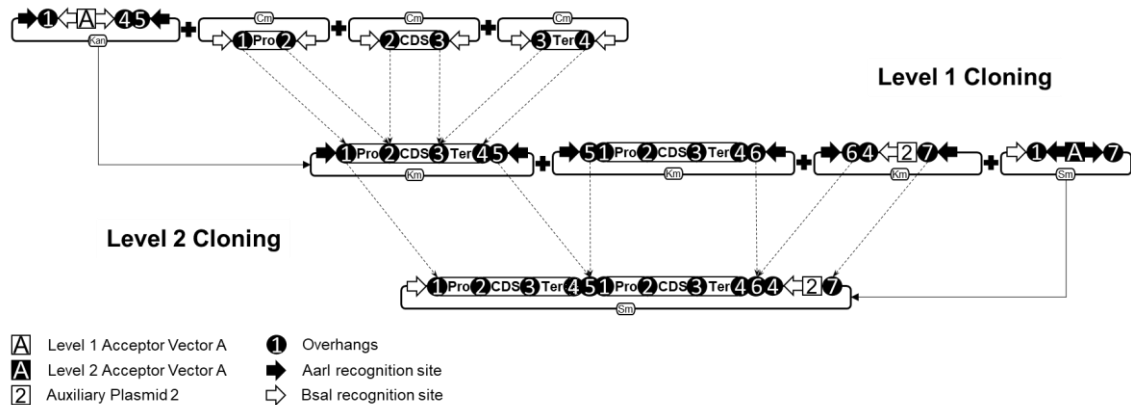 Cm Cm Cm
1 A 4 5 1 Pro 2 2 CDS 3 3 Ter 4
Kan
Level 1 Cloning
1 Pro 2 CDS 3 Ter 4 5 5 1 Pro 2 CDS 3 Ter 4 6 6 4 2 7 1 A 7
Km Km Km Sm
Level 2 Cloning
1 Pro 2 CDS 3 Ter 4 5 1 Pro 2 CDS 3 Ter 4 6 4 2 7
Sm
A Level 1 Acceptor Vector A 1 Overhangs
A Level 2 Acceptor Vector A AarI recognition site
2 Auxiliary Plasmid 2 BsaI recognition site